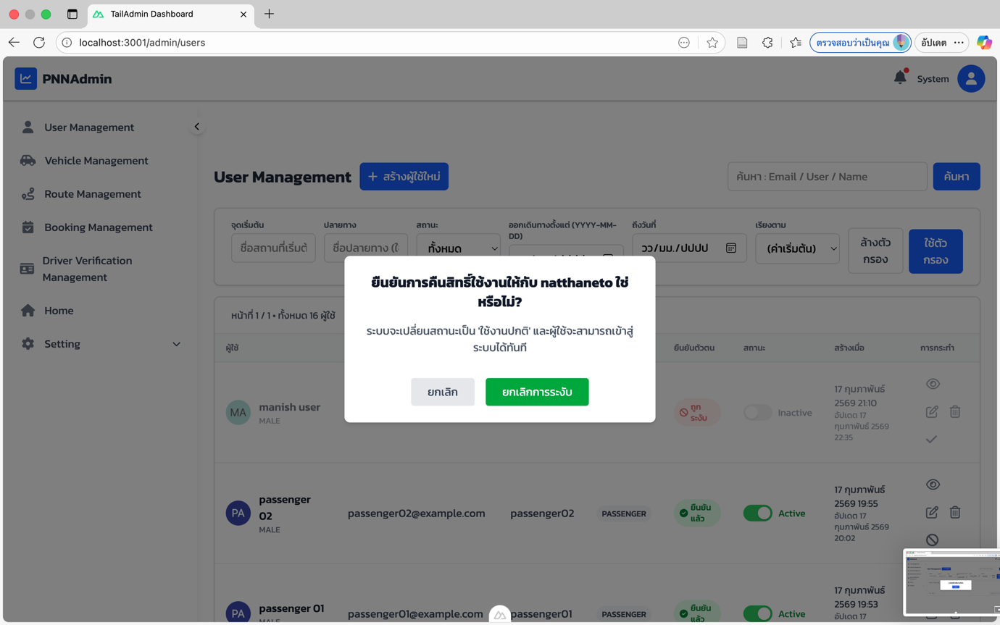 TailAdmin Dashboard
localhost:3001/admin/users
ตรวจสอบว่าเป็นคุณ
อัปเดต
PNNAdmin
System
User Management
Vehicle Management
Route Management
Booking Management
Driver Verification
Management
Home
Setting
User Management
+ สร้างผู้ใช้ใหม่
ค้นหา : Email / User / Name
ค้นหา
จุดเริ่มต้น
ชื่อสถานที่เริ่มต้
ปลายทาง
ชื่อปลายทาง (ใ
สถานะ
ทั้งหมด
ออกเดินทางตั้งแต่ (YYYY-MM-
DD)
ถึงวันที่
วว/มม./ปปปป
เรียงตาม
(ค่าเริ่มต้น)
ล้างตัว
กรอง
ใช้ตัว
กรอง
ยืนยันการคืนสิทธิ์ใช้งานให้กับ natthaneto ใช่
หรือไม่?
ระบบจะเปลี่ยนสถานะเป็น 'ใช้งานปกติ' และผู้ใช้จะสามารถเข้าสู่
ระบบได้ทันที
ยกเลิก
ยกเลิกการระงับ
หน้าที่ 1 / 1 • ทั้งหมด 16 ผู้ใช้
ผู้ใช้
ยืนยันตัวตน
สถานะ
สร้างเมื่อ
การกระทำ
MA
manish user
MALE
ถูก
ระงับ
Inactive
17 กุมภาพันธ์
2569 21:10
อัปเดต 17
กุมภาพันธ์ 2569
22:35
PA
passenger
02
MALE
passenger02@example.com
passenger02
PASSENGER
ยืนยัน
แล้ว
Active
17 กุมภาพันธ์
2569 19:55
อัปเดต 17
กุมภาพันธ์ 2569
20:02
PA
passenger 01
MALE
passenger01@example.com
passenger01
PASSENGER
ยืนยัน
แล้ว
Active
17 กุมภาพันธ์
2569 19:53
อัปเดต 17